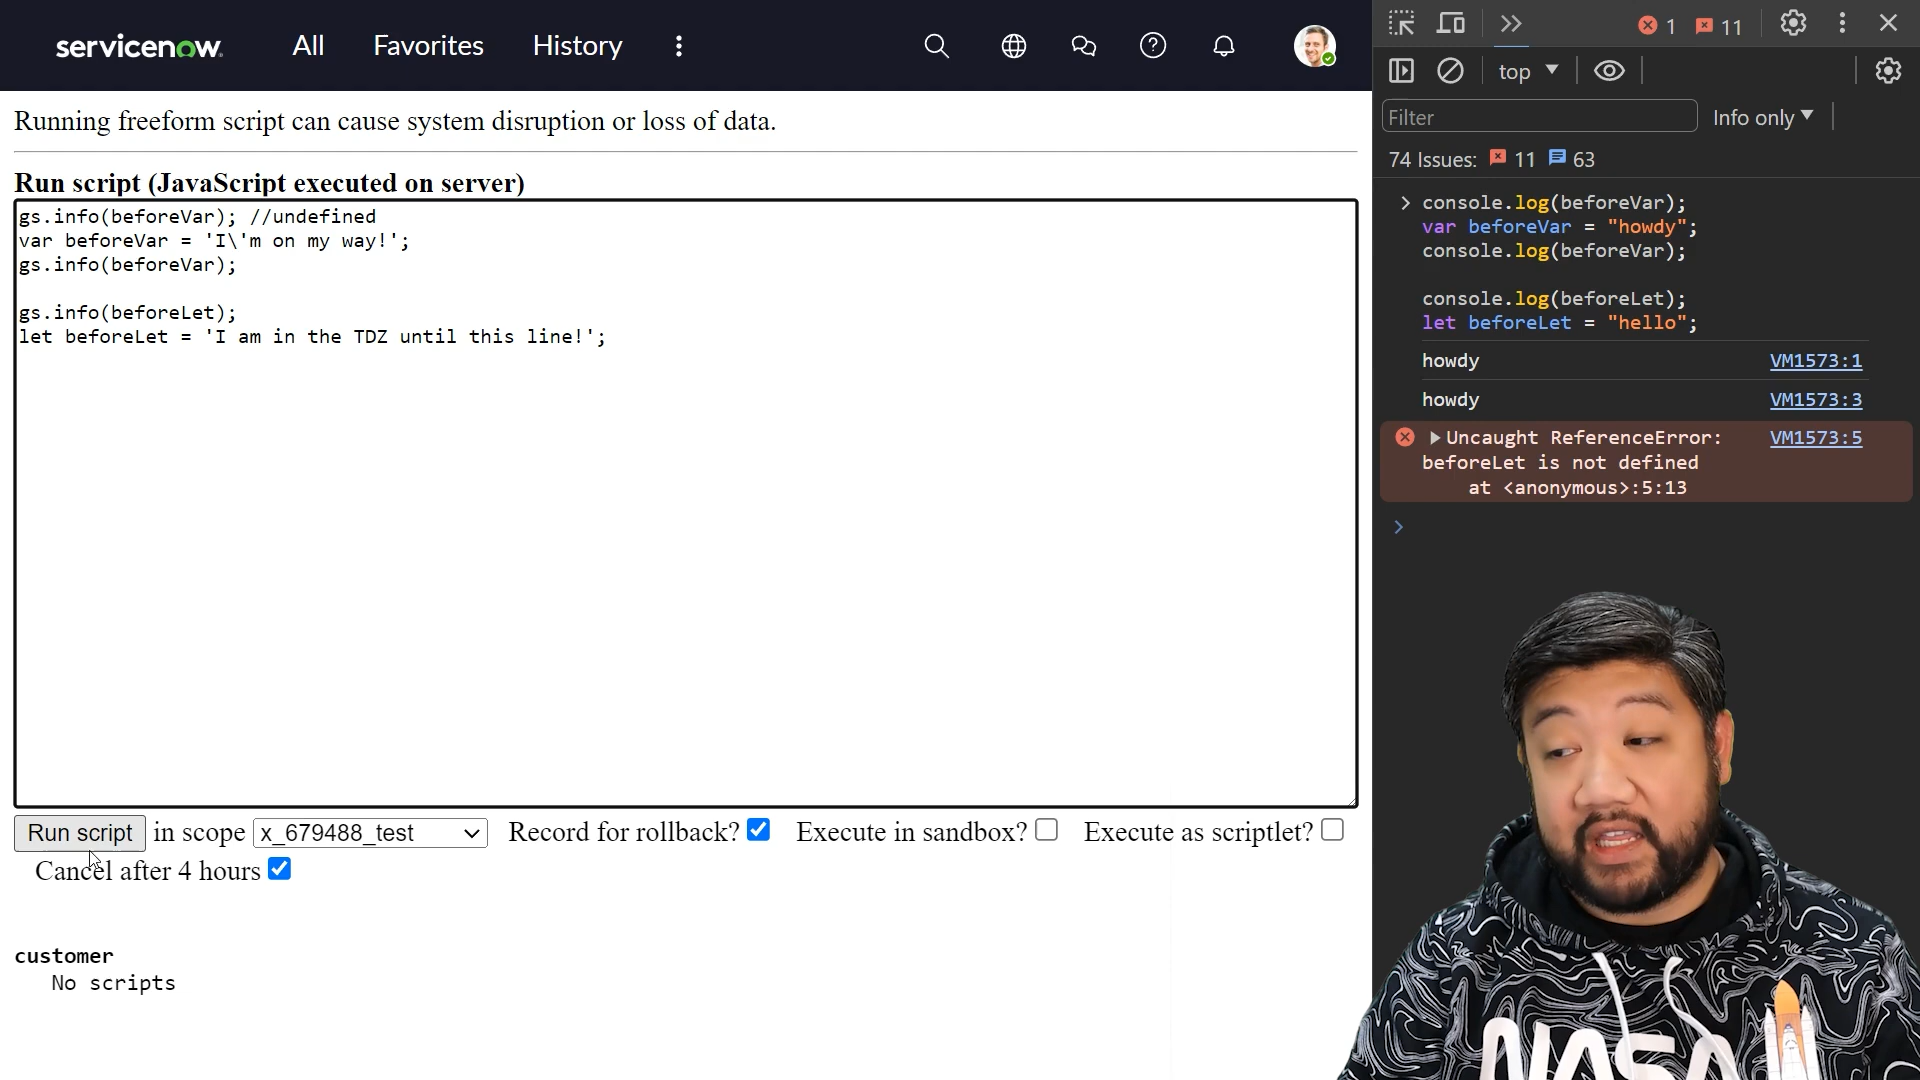 servicenow.
All
Favorites
History
Running freeform script can cause system disruption or loss of data.
Run script (JavaScript executed on server)
gs.info(beforeVar); //undefined
var beforeVar = 'I\'m on my way!';
gs.info(beforeVar);
gs.info(beforeLet);
let beforeLet = 'I am in the TDZ until this line!';
Run script
in scope
x_679488_test
Record for rollback?
Execute in sandbox?
Execute as scriptlet?
Cancel after 4 hours
customer
No scripts
1
11
top
Filter
Info only
74 Issues:
11
63
console.log(beforeVar);
var beforeVar = "howdy";
console.log(beforeVar);
console.log(beforeLet);
let beforeLet = "hello";
howdy VM1573:1
howdy VM1573:3
Uncaught ReferenceError: VM1573:5
beforeLet is not defined
at <anonymous>:5:13
NASA